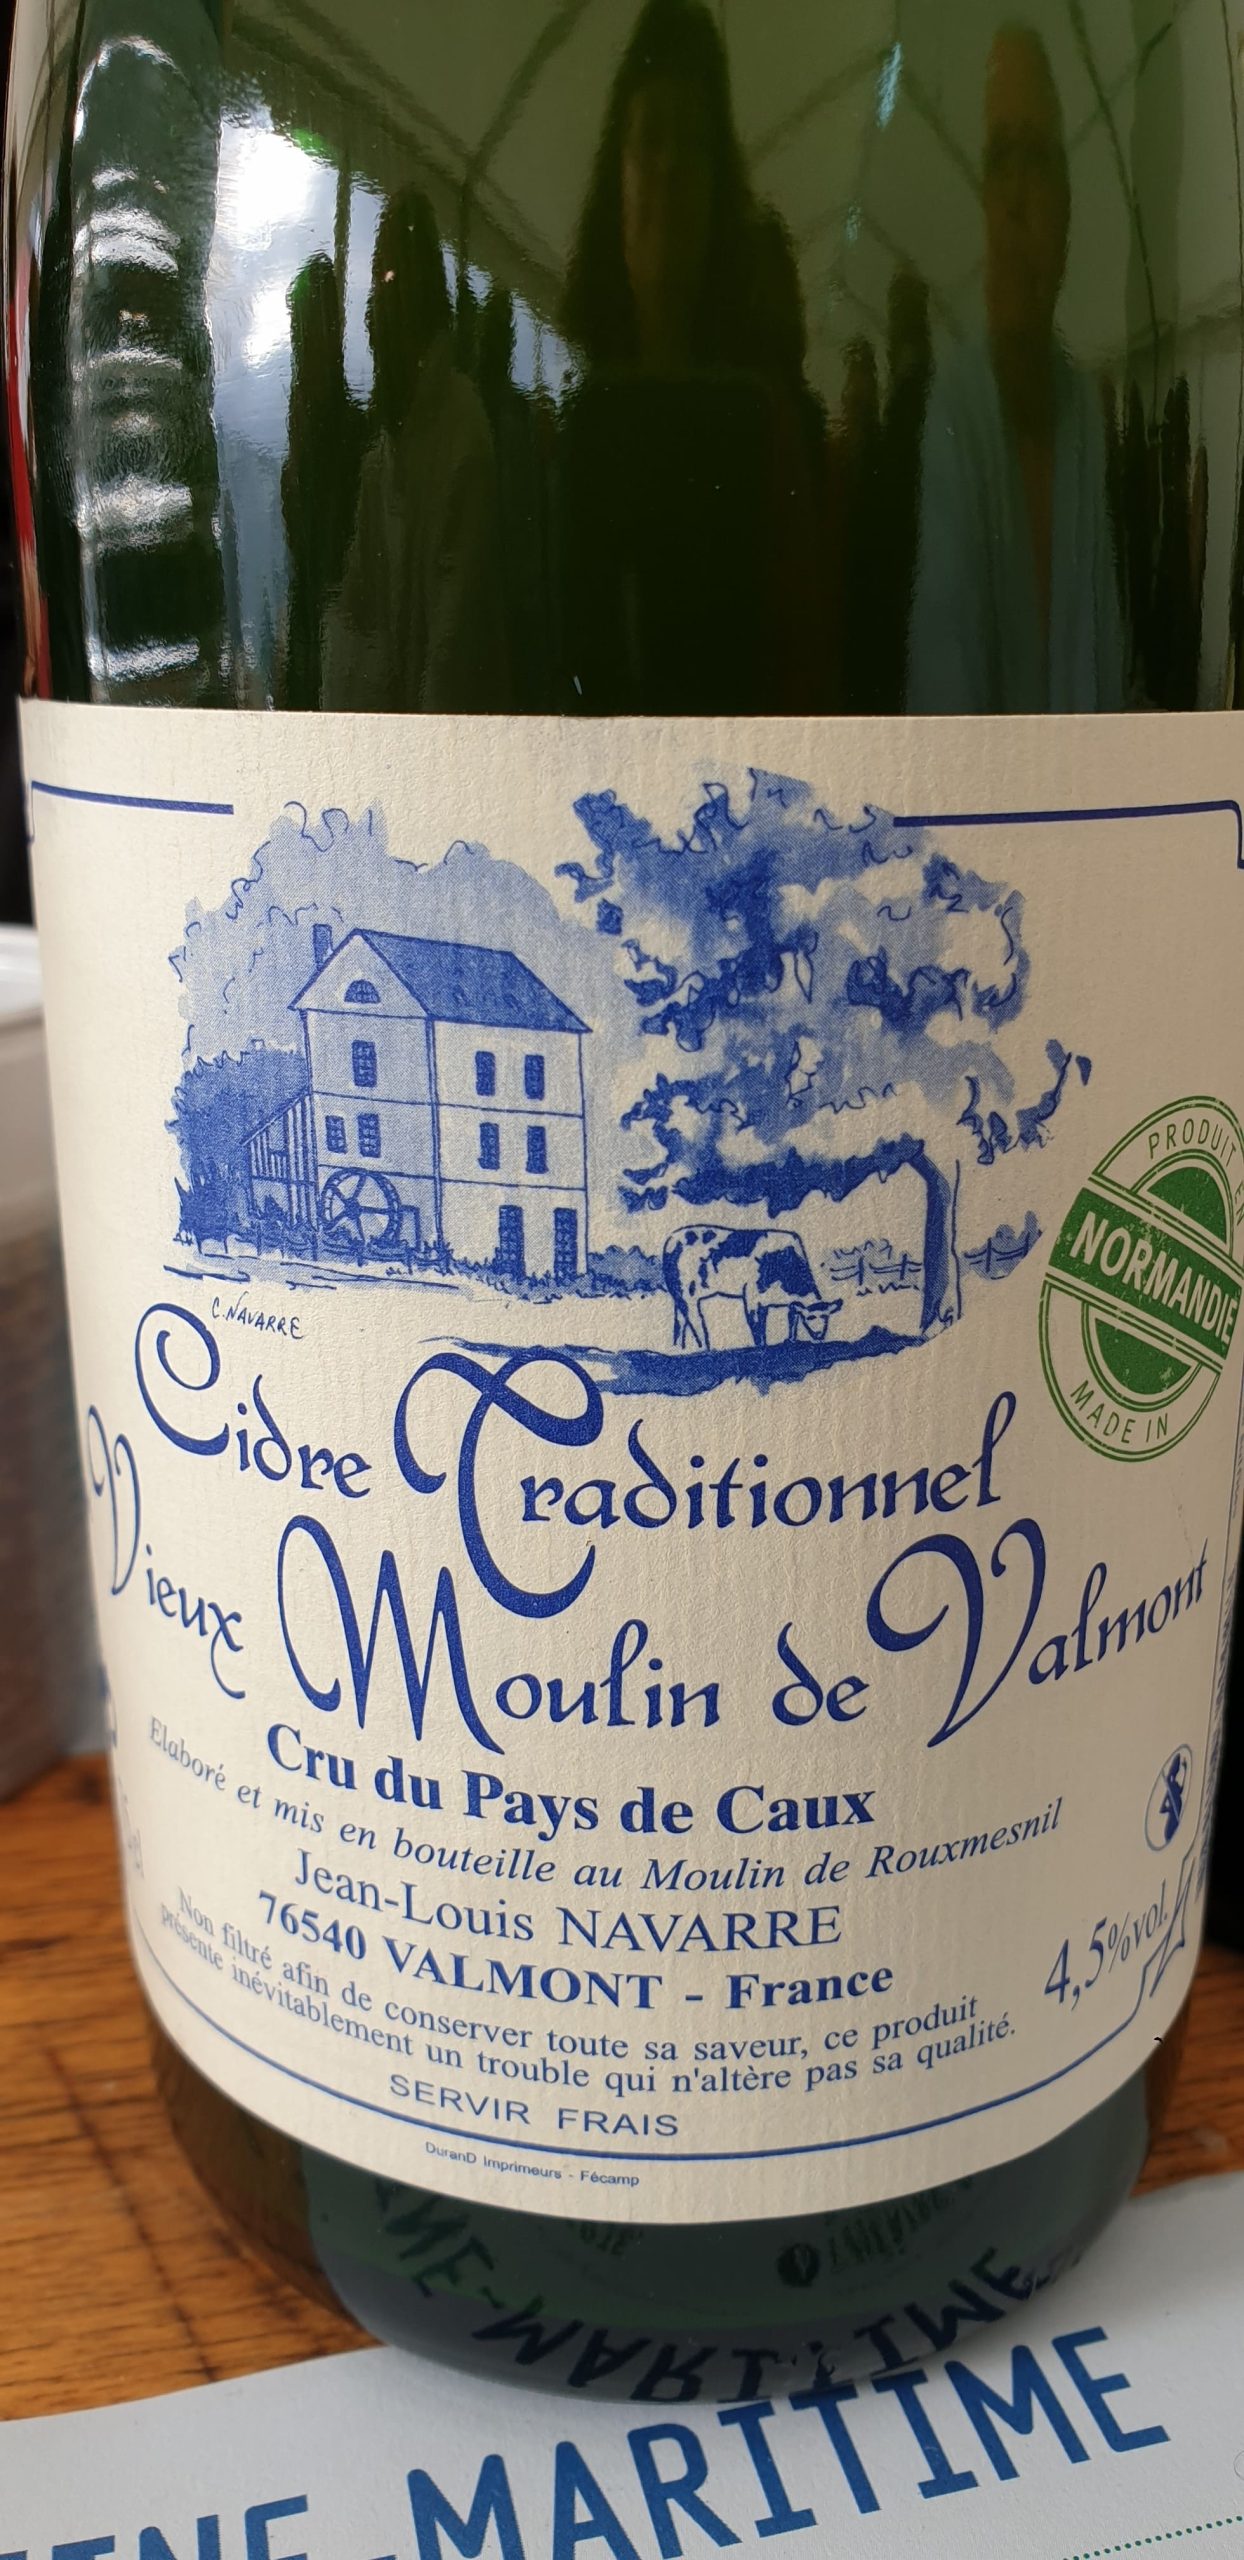 C. NAVARRE
PRODUIT EN
NORMANDIE
MADE IN
Cidre Traditionnel
Vieux Moulin de Valmont
Cru du Pays de Caux
Elaboré et mis en bouteille au Moulin de Rouxmesnil
Jean-Louis NAVARRE
76540 VALMONT - France
4,5%vol.
Non filtré afin de conserver toute sa saveur, ce produit
présente inévitablement un trouble qui n'altère pas sa qualité.
SERVIR FRAIS
DuranD Imprimeurs - Fécamp
-MARITIME